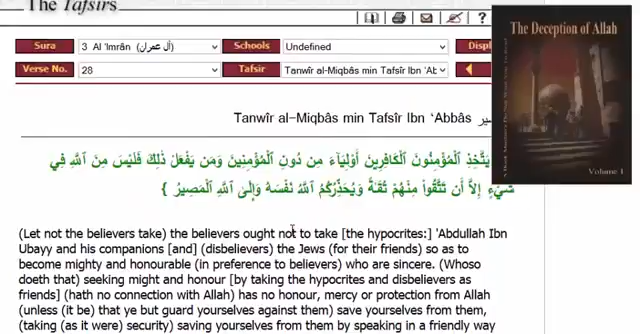 The Tafsirs
?
Sura 3 Al 'Imrân (آل عمران) Schools Undefined Displ
Verse No. 28 Tafsir Tanwîr al-Miqbâs min Tafsîr Ibn 'Ab
Tanwîr al-Miqbâs min Tafsîr Ibn 'Abbâs
يَتَّخِذِ ٱلْمُؤْمِنُونَ ٱلْكَافِرِينَ أَوْلِيَآءَ مِن دُونِ ٱلْمُؤْمِنِينَ وَمَن يَفْعَلْ ذٰلِكَ فَلَيْسَ مِنَ ٱللَّهِ فِي
شَيْءٍ إِلاَّ أَن تَتَّقُواْ مِنْهُمْ تُقَـٰةً وَيُحَذِّرُكُمُ ٱللَّهُ نَفْسَهُ وَإِلَىٰ ٱللَّهِ ٱلْمَصِيرُ }
(Let not the believers take) the believers ought not to take [the hypocrites:] 'Abdullah Ibn
Ubayy and his companions [and] (disbelievers) the Jews (for their friends) so as to
become mighty and honourable (in preference to believers) who are sincere. (Whoso
doeth that) seeking might and honour [by taking the hypocrites and disbelievers as
friends] (hath no connection with Allah) has no honour, mercy or protection from Allah
(unless (it be) that ye but guard yourselves against them) save yourselves from them,
(taking (as it were) security) saving yourselves from them by speaking in a friendly way
The Deception of Allah
Volume 1